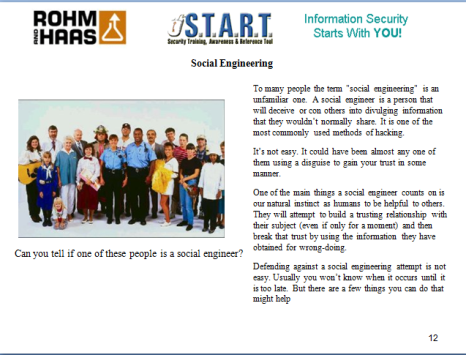 ROHM
AND
HAAS
S.T.A.R.T.
Security Training, Awareness & Reference Tool
Information Security
Starts With YOU!
Social Engineering
To many people the term "social engineering" is an
unfamiliar one. A social engineer is a person that
will deceive or con others into divulging information
that they wouldn't normally share. It is one of the
most commonly used methods of hacking.
It's not easy. It could have been almost any one of
them using a disguise to gain your trust in some
manner.
One of the main things a social engineer counts on is
our natural instinct as humans to be helpful to others.
They will attempt to build a trusting relationship with
their subject (even if only for a moment) and then
break that trust by using the information they have
obtained for wrong-doing.
Can you tell if one of these people is a social engineer?
Defending against a social engineering attempt is not
easy. Usually you won't know when it occurs until it
is too late. But there are a few things you can do that
might help
12